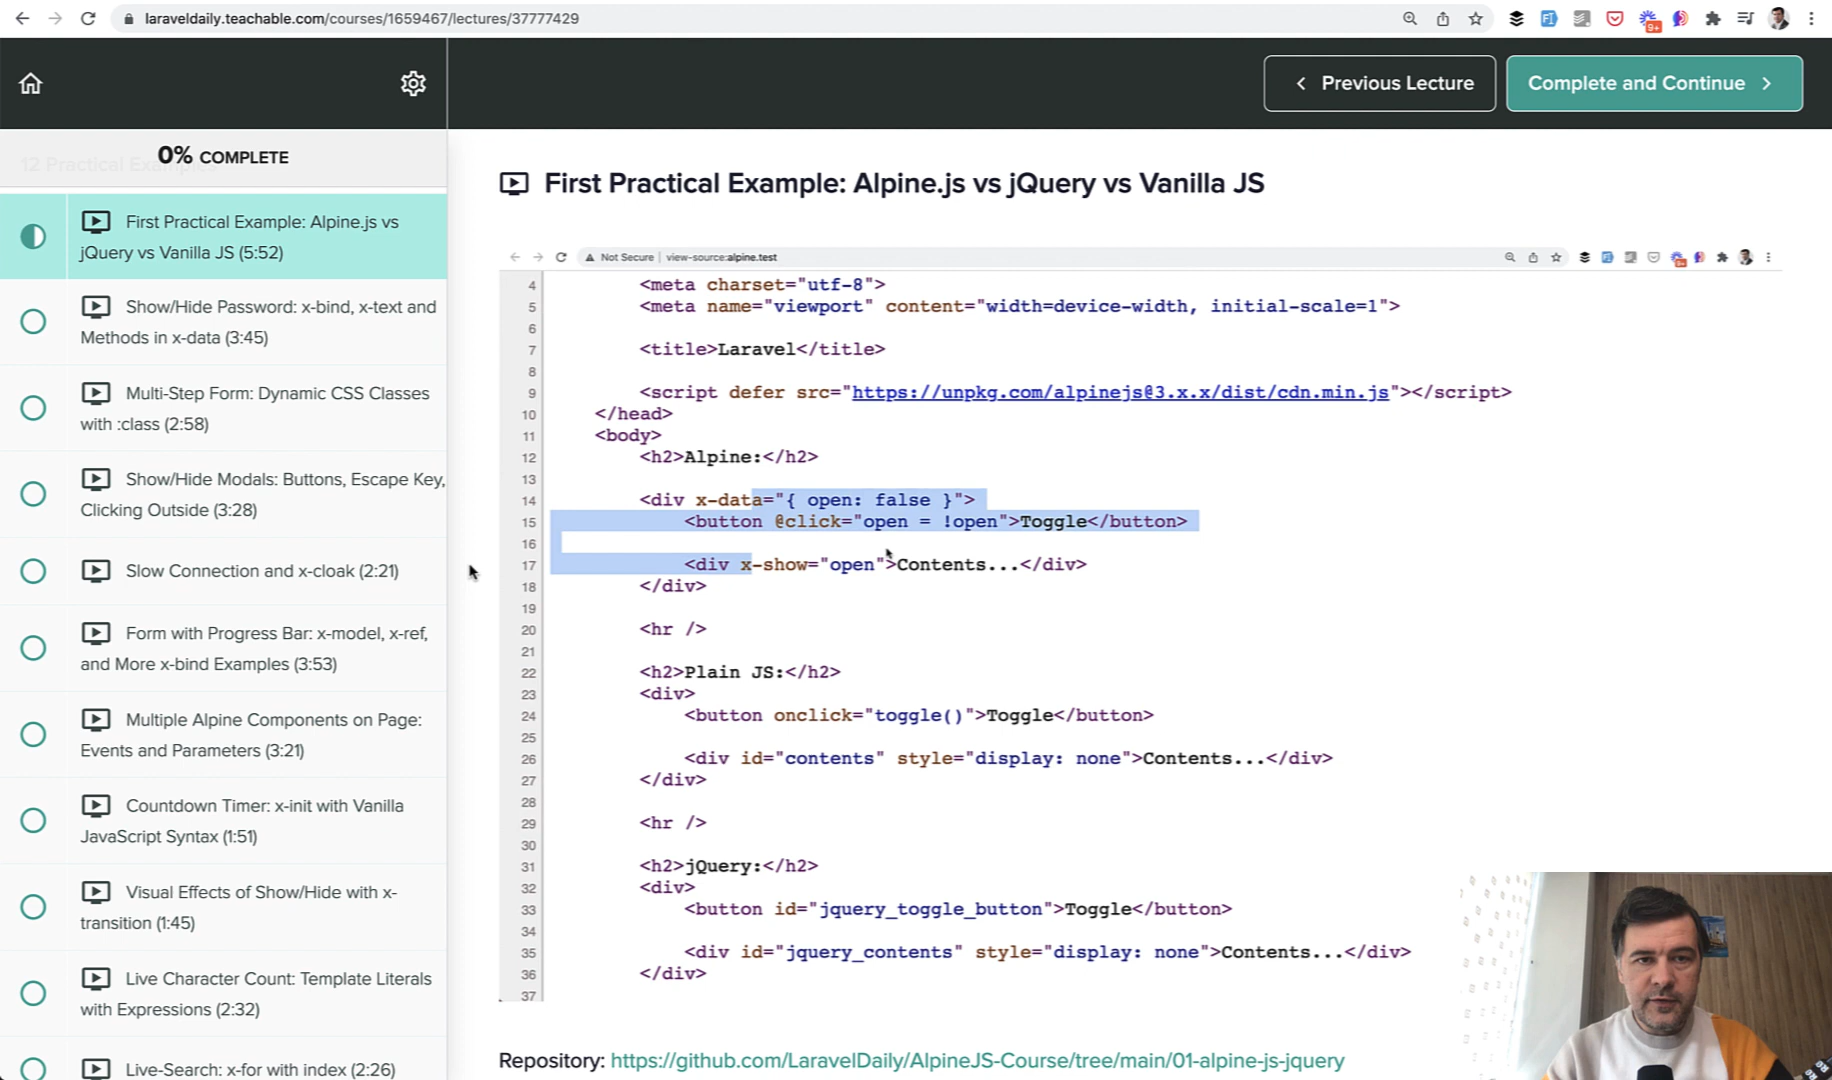 laraveldaily.teachable.com/courses/1659467/lectures/37777429
9+
Previous Lecture
Complete and Continue
12 Practical Examples
0% COMPLETE
First Practical Example: Alpine.js vs
jQuery vs Vanilla JS (5:52)
Show/Hide Password: x-bind, x-text and
Methods in x-data (3:45)
Multi-Step Form: Dynamic CSS Classes
with :class (2:58)
Show/Hide Modals: Buttons, Escape Key,
Clicking Outside (3:28)
Slow Connection and x-cloak (2:21)
Form with Progress Bar: x-model, x-ref,
and More x-bind Examples (3:53)
Multiple Alpine Components on Page:
Events and Parameters (3:21)
Countdown Timer: x-init with Vanilla
JavaScript Syntax (1:51)
Visual Effects of Show/Hide with x-
transition (1:45)
Live Character Count: Template Literals
with Expressions (2:32)
Live-Search: x-for with index (2:26)
First Practical Example: Alpine.js vs jQuery vs Vanilla JS
Not Secure | view-source:alpine.test
4 <meta charset="utf-8">
5 <meta name="viewport" content="width=device-width, initial-scale=1">
6
7 <title>Laravel</title>
8
9 <script defer src="https://unpkg.com/alpinejs@3.x.x/dist/cdn.min.js"></script>
10 </head>
11 <body>
12 <h2>Alpine:</h2>
13
14 <div x-data="{ open: false }">
15 <button @click="open = !open">Toggle</button>
16
17 <div x-show="open">Contents...</div>
18 </div>
19
20 <hr />
21
22 <h2>Plain JS:</h2>
23 <div>
24 <button onclick="toggle()">Toggle</button>
25
26 <div id="contents" style="display: none">Contents...</div>
27 </div>
28
29 <hr />
30
31 <h2>jQuery:</h2>
32 <div>
33 <button id="jquery_toggle_button">Toggle</button>
34
35 <div id="jquery_contents" style="display: none">Contents...</div>
36 </div>
37
Repository: https://github.com/LaravelDaily/AlpineJS-Course/tree/main/01-alpine-js-jquery